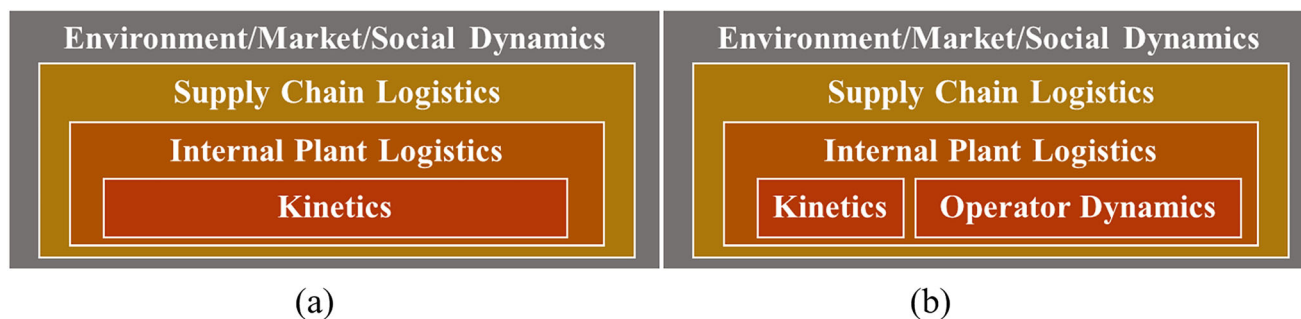 Environment/Market/Social Dynamics
Supply Chain Logistics
Internal Plant Logistics
Kinetics
(a)
Environment/Market/Social Dynamics
Supply Chain Logistics
Internal Plant Logistics
Kinetics
Operator Dynamics
(b)